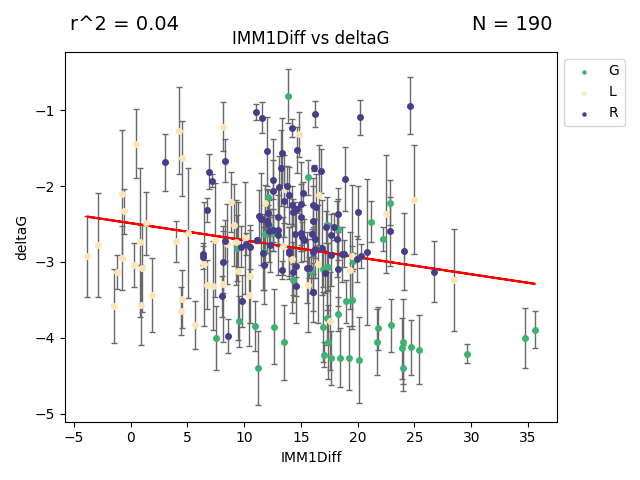 r^2 = 0.04 N = 190
IMM1Diff vs deltaG
G
L
R
−1
−2
−3
−4
−5
deltaG
−5 0 5 10 15 20 25 30 35
IMM1Diff